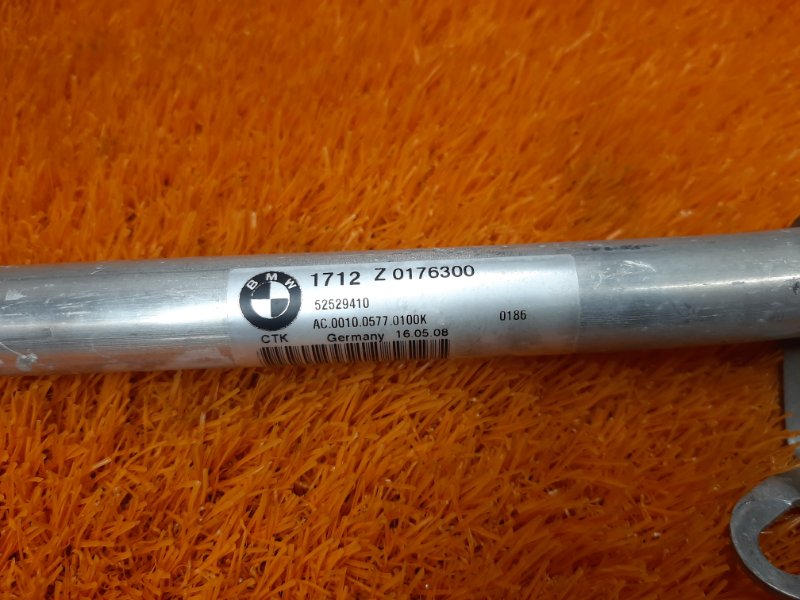 BMW
1712 Z 0176300
52529410
AC.0010.0577.0100K 0186
CTK Germany 16.05.08